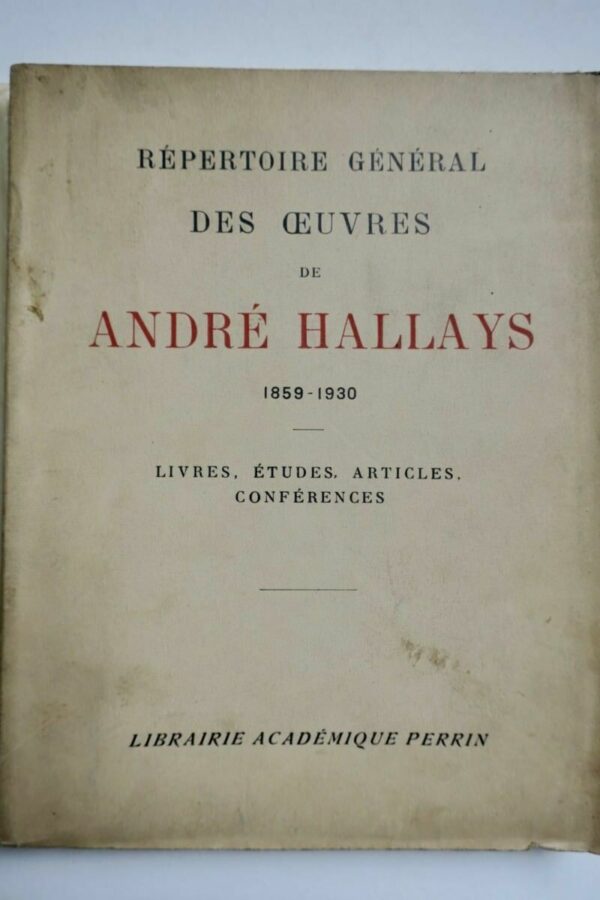 RÉPERTOIRE GÉNÉRAL
DES ŒUVRES
DE
ANDRÉ HALLAYS
1859-1930
LIVRES, ÉTUDES, ARTICLES,
CONFÉRENCES
LIBRAIRIE ACADÉMIQUE PERRIN